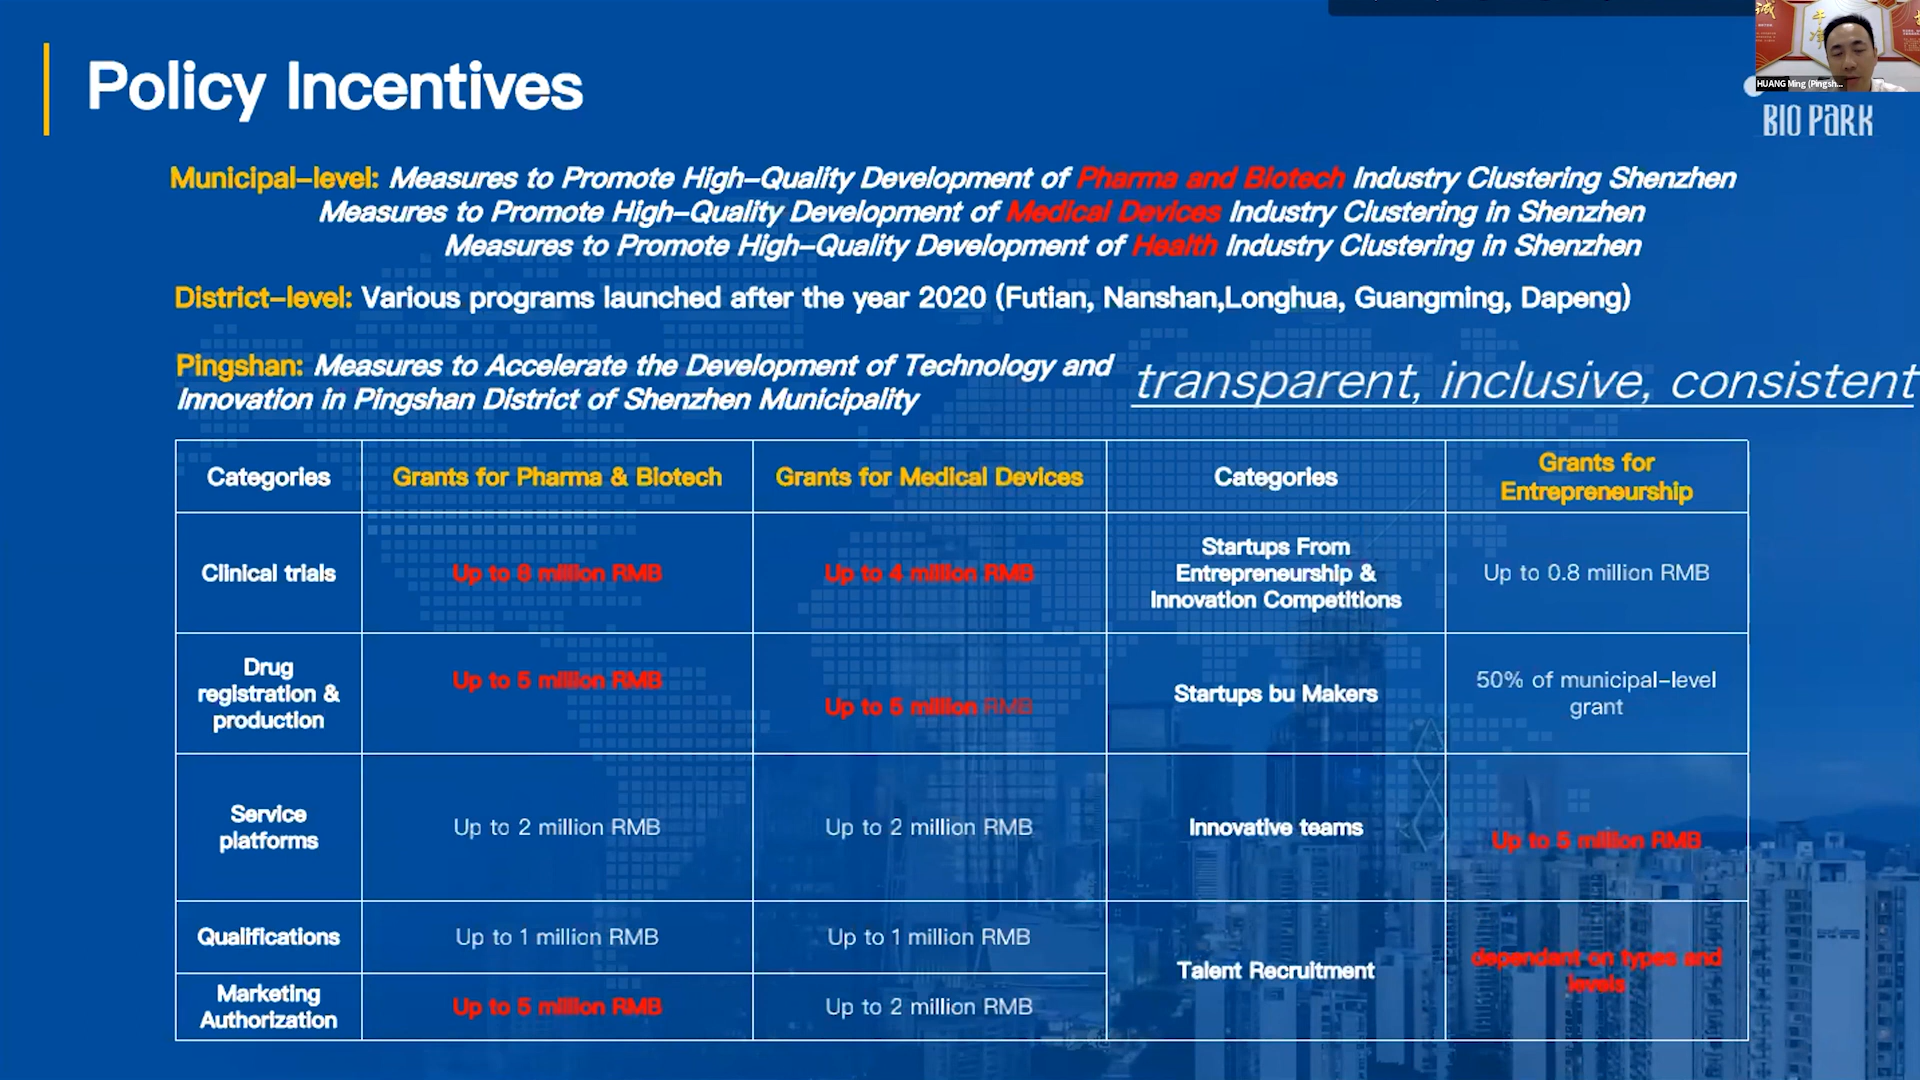 Policy Incentives
HUANG Ming (Pingsh...
BIO PARK
Municipal-level: Measures to Promote High-Quality Development of Pharma and Biotech Industry Clustering Shenzhen
Measures to Promote High-Quality Development of Medical Devices Industry Clustering in Shenzhen
Measures to Promote High-Quality Development of Health Industry Clustering in Shenzhen
District-level: Various programs launched after the year 2020 (Futian, Nanshan,Longhua, Guangming, Dapeng)
Pingshan: Measures to Accelerate the Development of Technology and
Innovation in Pingshan District of Shenzhen Municipality
transparent, inclusive, consistent
Categories
Grants for Pharma & Biotech
Grants for Medical Devices
Categories
Grants for
Entrepreneurship
Clinical trials
Up to 8 million RMB
Up to 4 million RMB
Startups From
Entrepreneurship &
Innovation Competitions
Up to 0.8 million RMB
Drug
registration &
production
Up to 5 million RMB
Up to 5 million RMB
Startups bu Makers
50% of municipal-level
grant
Service
platforms
Up to 2 million RMB
Up to 2 million RMB
Innovative teams
Up to 5 million RMB
Qualifications
Up to 1 million RMB
Up to 1 million RMB
Talent Recruitment
dependant on types and
levels
Marketing
Authorization
Up to 5 million RMB
Up to 2 million RMB